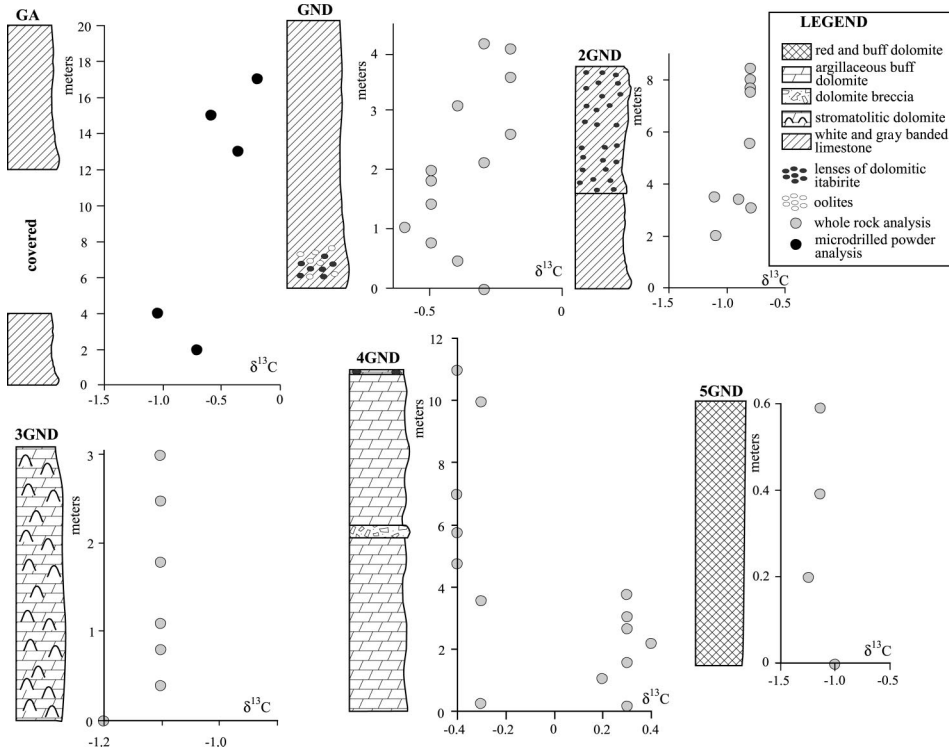 GA
meters
20
18
16
14
12
10
8
6
4
2
0
covered
-1.5
-1.0
-0.5
0
δ13C
GND
meters
4
3
2
1
0
-0.5
0
δ13C
2GND
meters
8
6
4
2
0
-1.5
-1.0
-0.5
δ13C
LEGEND
red and buff dolomite
argillaceous buff
dolomite
dolomite breccia
stromatolitic dolomite
white and gray banded
limestone
lenses of dolomitic
itabirite
oolites
whole rock analysis
microdrilled powder
analysis
3GND
meters
3
2
1
0
-1.2
-1.0
δ13C
4GND
meters
12
10
8
6
4
2
0
-0.4
-0.2
0
0.2
0.4
δ13C
5GND
meters
0.6
0.4
0.2
0
-1.5
-1.0
-0.5
δ13C